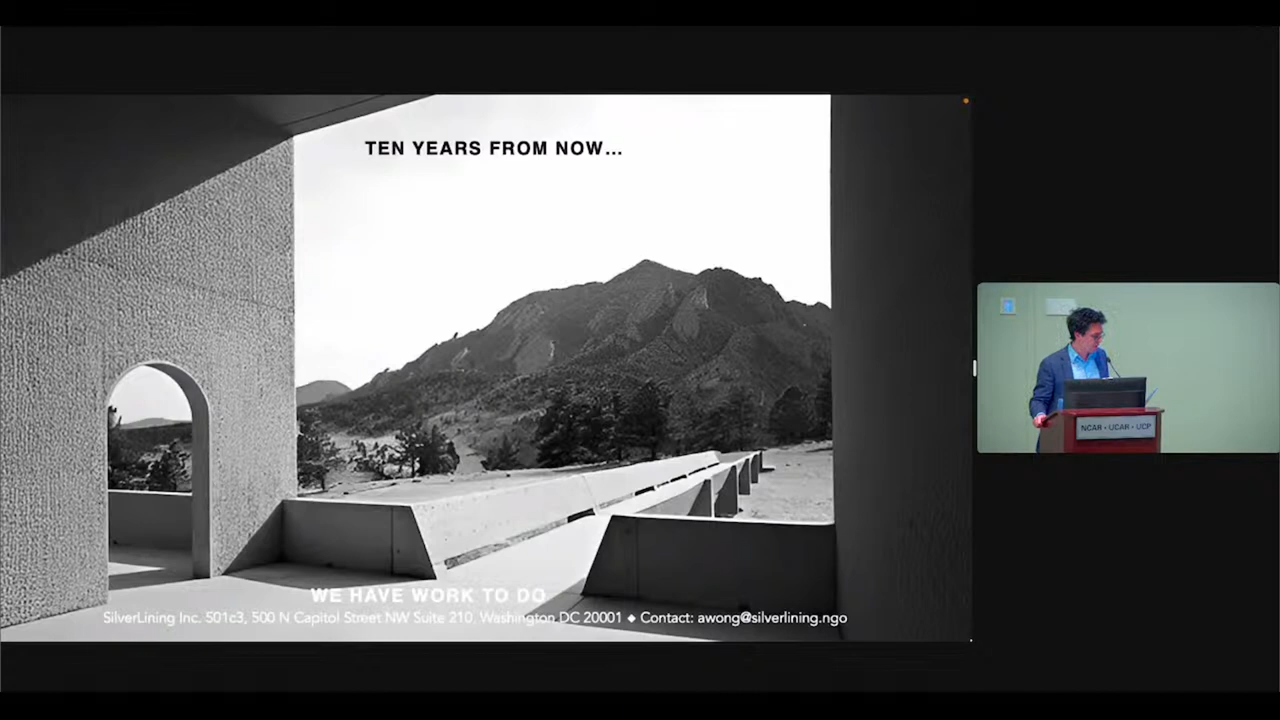 TEN YEARS FROM NOW...
WE HAVE WORK TO DO
SilverLining Inc. 501c3, 500 N Capitol Street NW Suite 210, Washington DC 20001 ◆ Contact: awong@silverlining.ngo
NCAR • UCAR • UCP